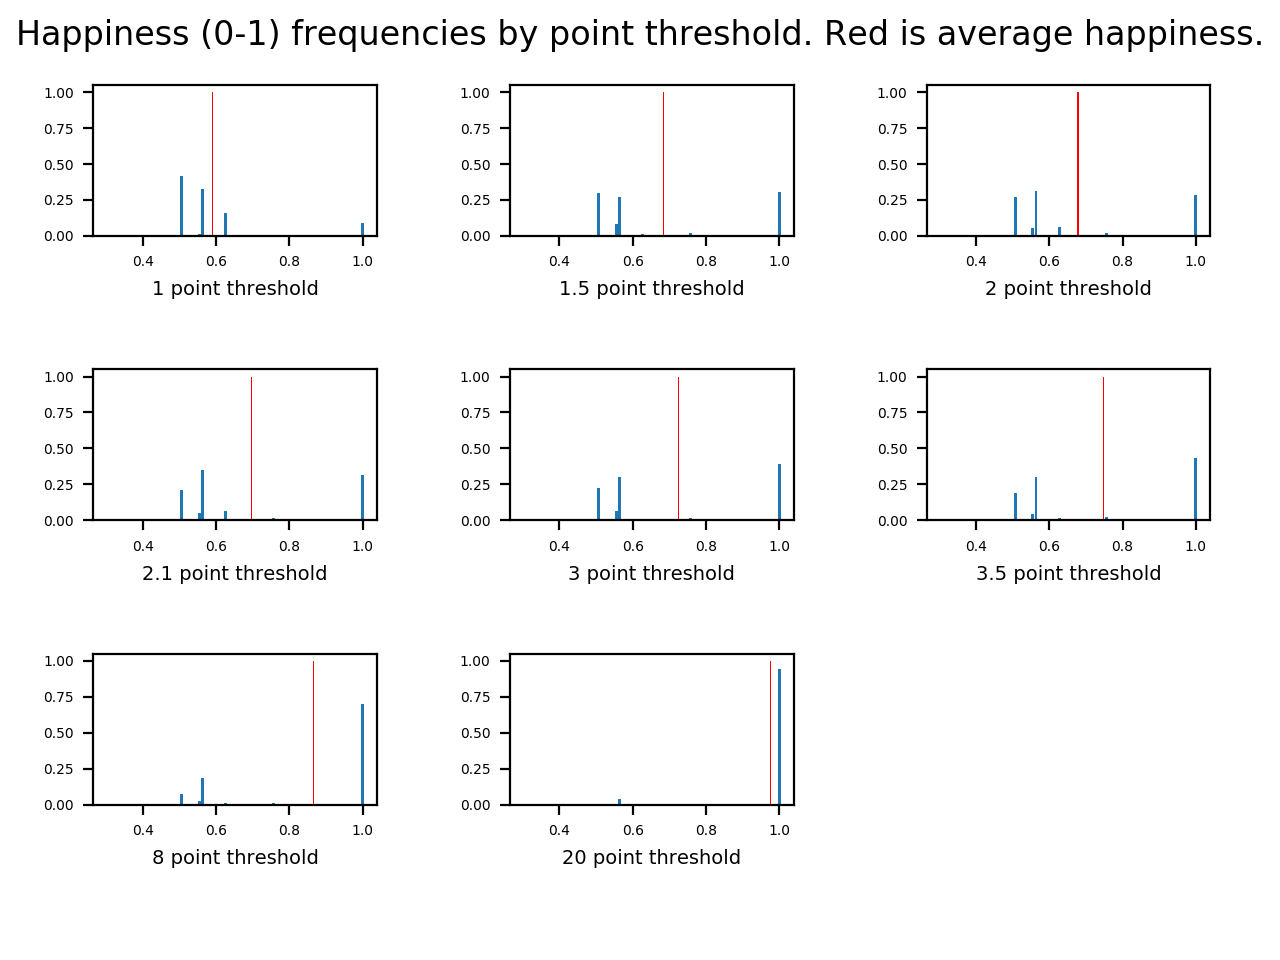 Happiness (0-1) frequencies by point threshold. Red is average happiness.
1.00 1.00 1.00
0.75 0.75 0.75
0.50 0.50 0.50
0.25 0.25 0.25
0.00 0.00 0.00
0.4 0.6 0.8 1.0 0.4 0.6 0.8 1.0 0.4 0.6 0.8 1.0
1 point threshold 1.5 point threshold 2 point threshold
1.00 1.00 1.00
0.75 0.75 0.75
0.50 0.50 0.50
0.25 0.25 0.25
0.00 0.00 0.00
0.4 0.6 0.8 1.0 0.4 0.6 0.8 1.0 0.4 0.6 0.8 1.0
2.1 point threshold 3 point threshold 3.5 point threshold
1.00 1.00
0.75 0.75
0.50 0.50
0.25 0.25
0.00 0.00
0.4 0.6 0.8 1.0 0.4 0.6 0.8 1.0
8 point threshold 20 point threshold